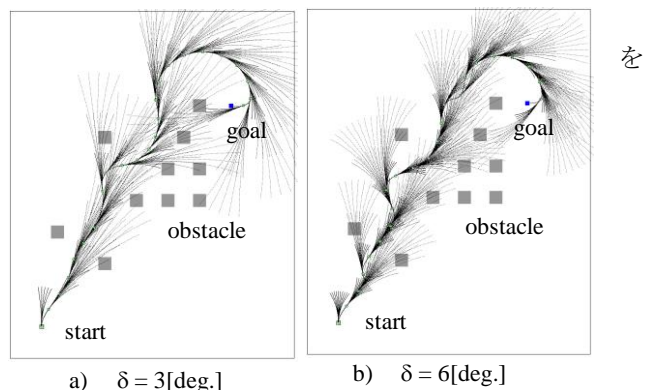 を
goal
obstacle
start
a) δ = 3[deg.]
goal
obstacle
start
b) δ = 6[deg.]